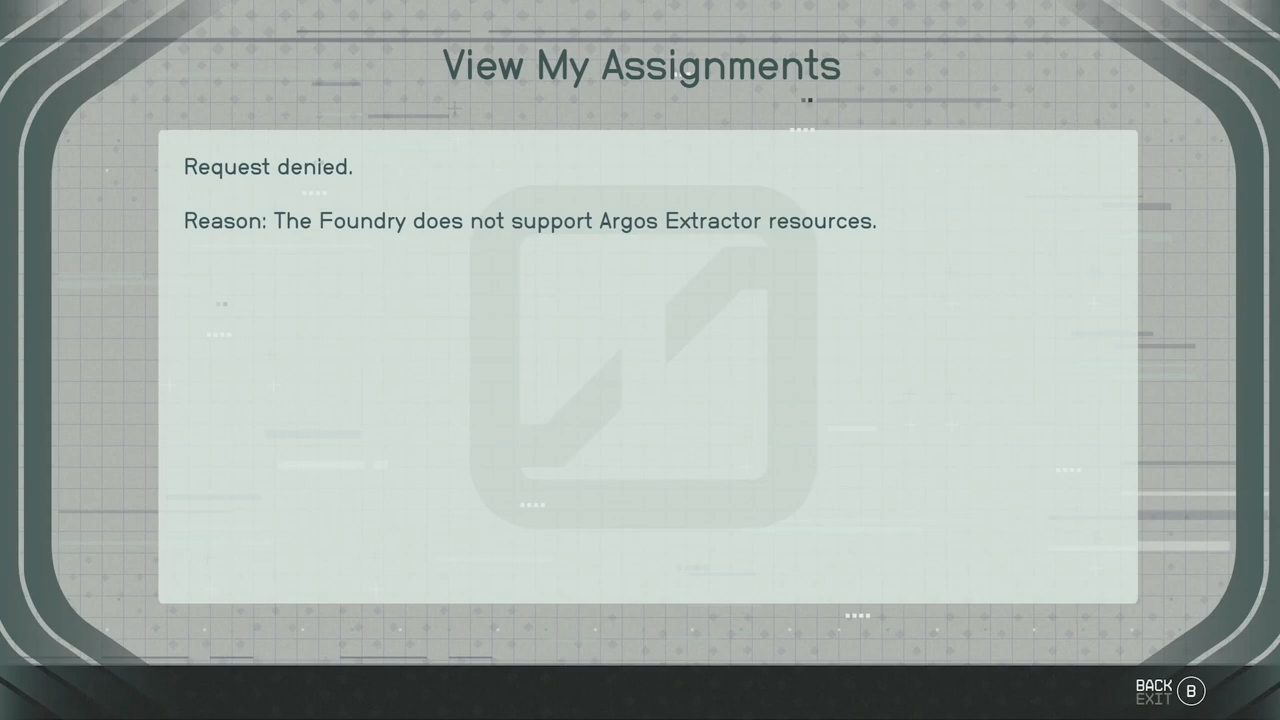 View My Assignments
Request denied.
Reason: The Foundry does not support Argos Extractor resources.
BACK
EXIT
B